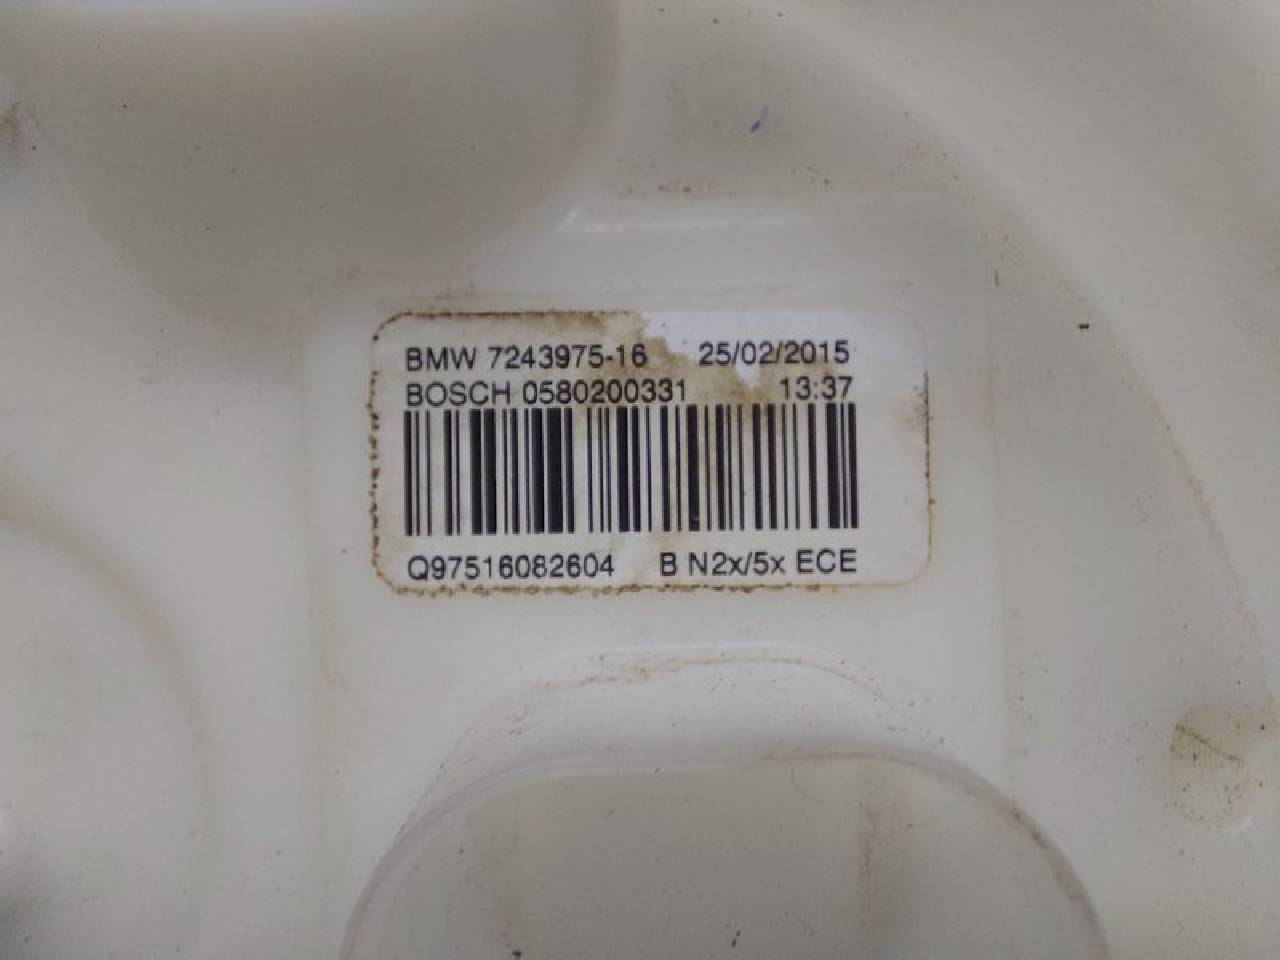 BMW 7243975-16 25/02/2015
BOSCH 0580200331 13:37
Q97516082604 B N2x/5x ECE